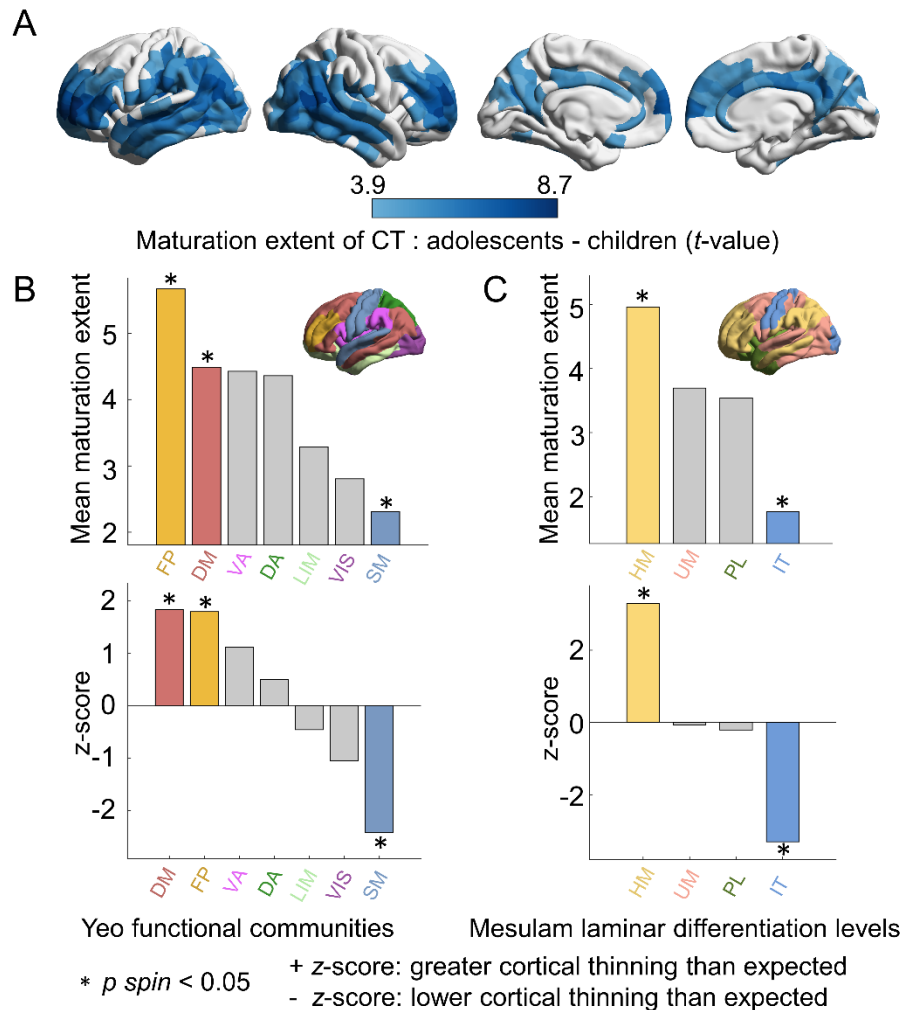 A
3.9 8.7
Maturation extent of CT : adolescents - children (t-value)
B
Mean maturation extent
5
4
3
2
*
*
*
FP DM VA DA LIM VIS SM
z-score
2
1
0
-1
-2
*
*
*
DM FP VA DA LIM VIS SM
Yeo functional communities
C
Mean maturation extent
5
4
3
2
*
*
HM UM PL IT
z-score
2
0
-2
*
*
HM UM PL IT
Mesulam laminar differentiation levels
* p spin < 0.05
+ z-score: greater cortical thinning than expected
- z-score: lower cortical thinning than expected